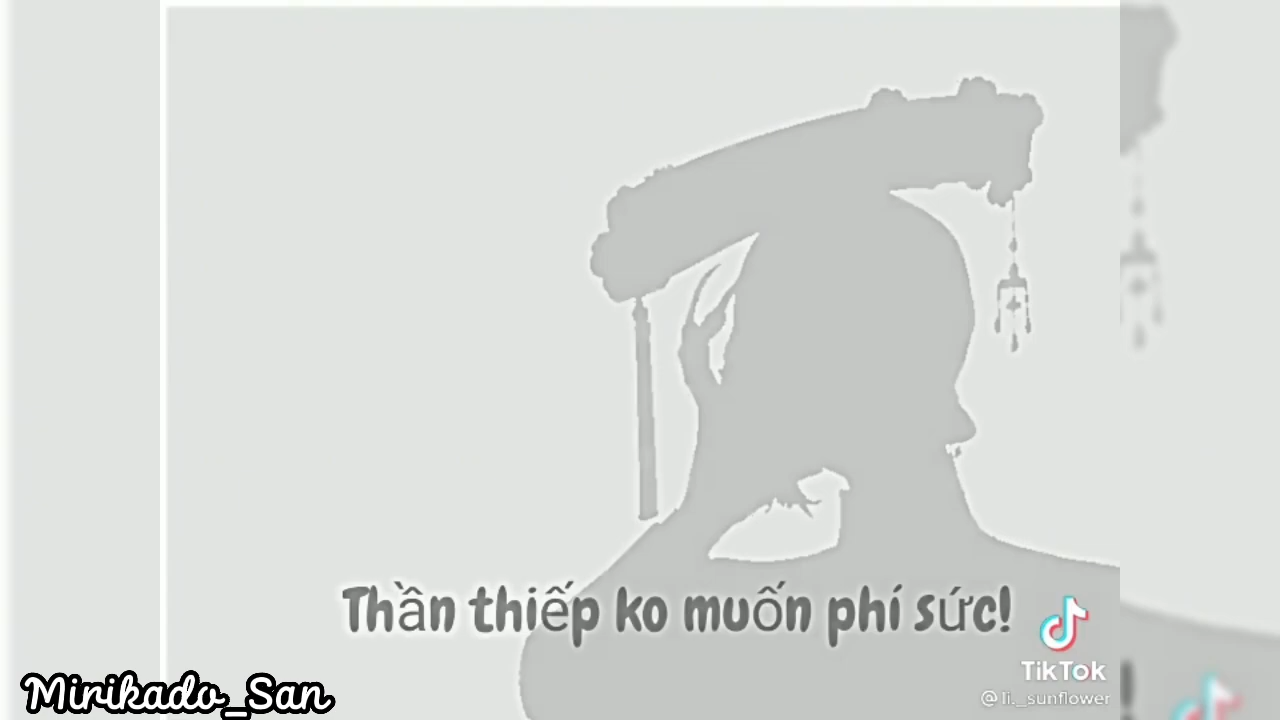 Thần thiếp ko muốn phí sức!
TikTok
@li._sunflower
Mirikado_San